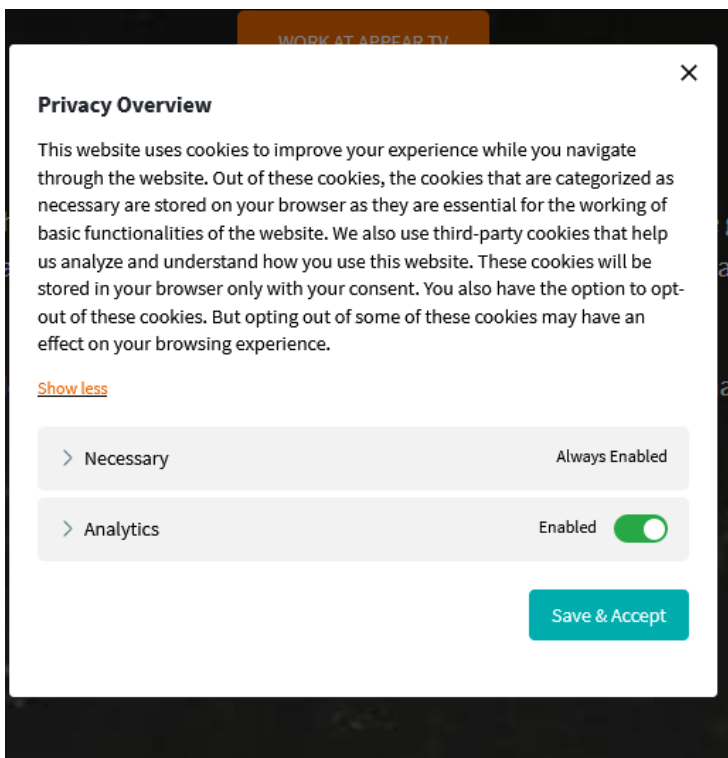 WORK AT APPEAR TV
Privacy Overview
This website uses cookies to improve your experience while you navigate
through the website. Out of these cookies, the cookies that are categorized as
necessary are stored on your browser as they are essential for the working of
basic functionalities of the website. We also use third-party cookies that help
us analyze and understand how you use this website. These cookies will be
stored in your browser only with your consent. You also have the option to opt-
out of these cookies. But opting out of some of these cookies may have an
effect on your browsing experience.
Show less
Necessary
Always Enabled
Analytics
Enabled
Save & Accept